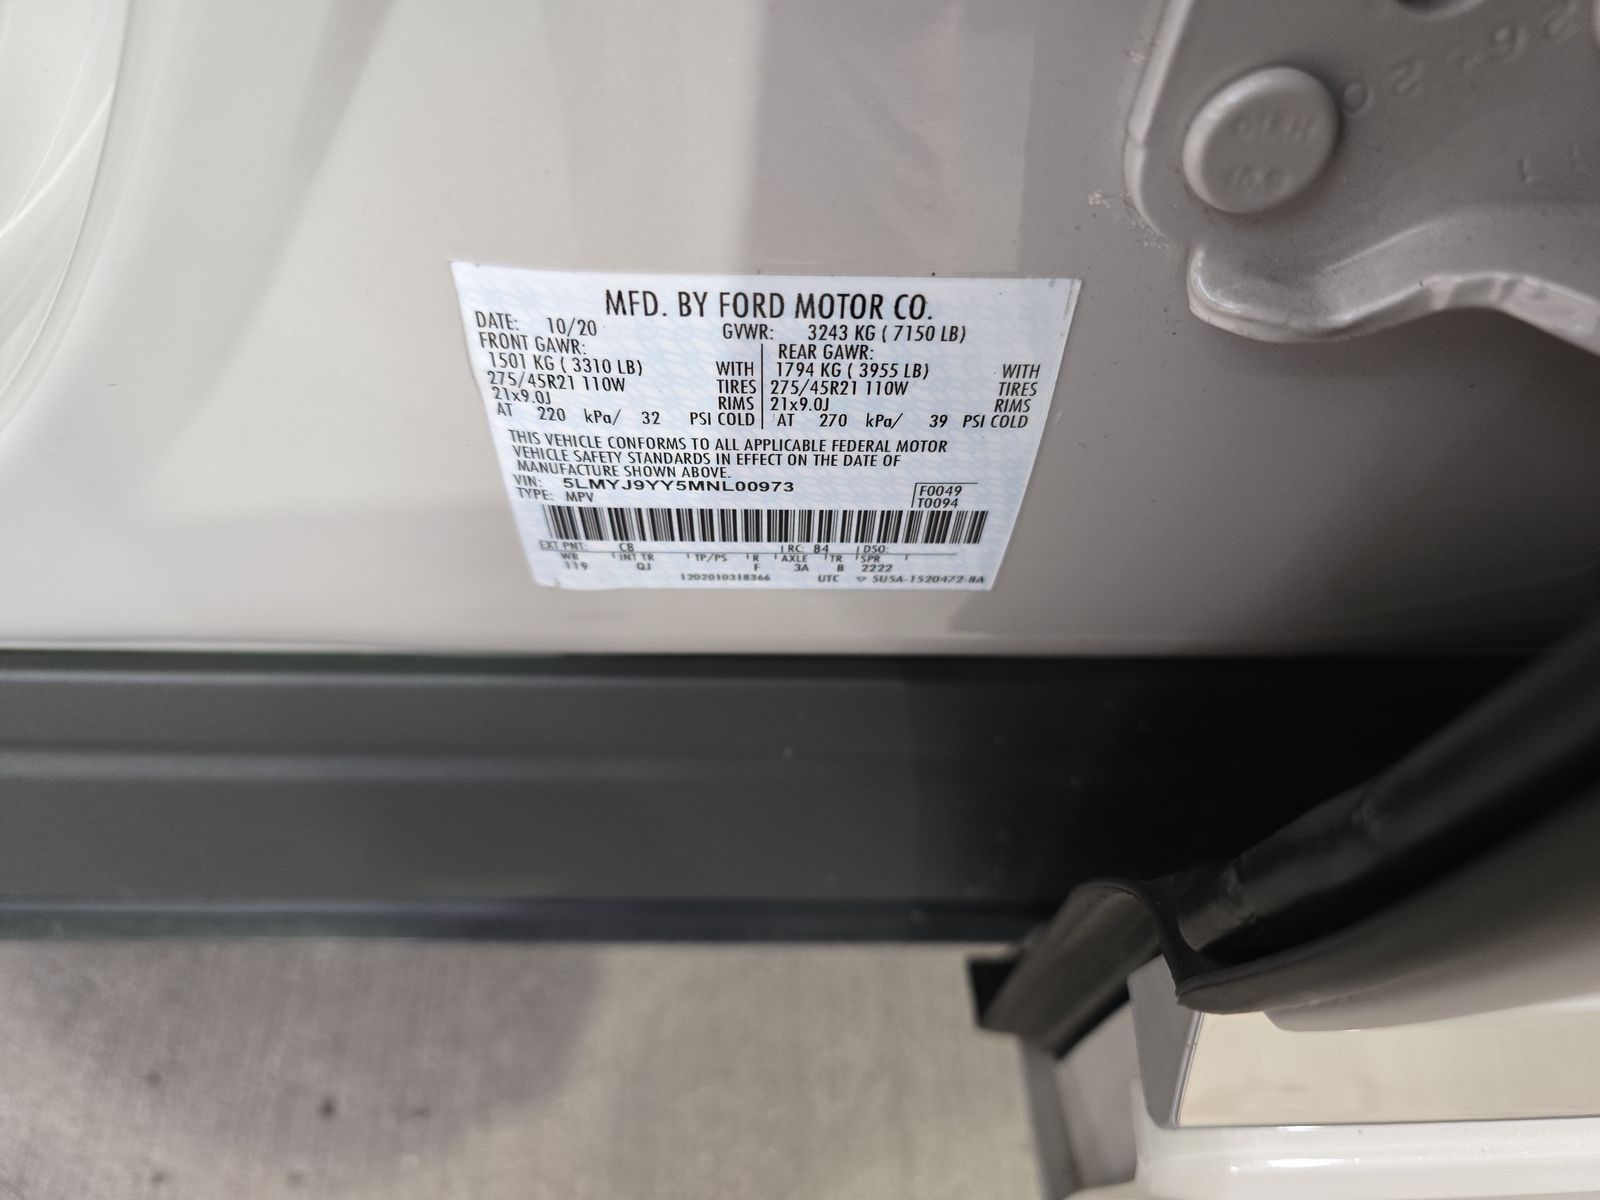 MFD. BY FORD MOTOR CO.
DATE: 10/20 GVWR: 3243 KG ( 7150 LB)
FRONT GAWR: REAR GAWR:
1501 KG ( 3310 LB) WITH 1794 KG ( 3955 LB) WITH
275/45R21 110W TIRES 275/45R21 110W TIRES
21x9.0J RIMS 21x9.0J RIMS
AT 220 kPa/ 32 PSI COLD AT 270 kPa/ 39 PSI COLD
THIS VEHICLE CONFORMS TO ALL APPLICABLE FEDERAL MOTOR
VEHICLE SAFETY STANDARDS IN EFFECT ON THE DATE OF
MANUFACTURE SHOWN ABOVE.
VIN: 5LMYJ9YY5MNL00973 F0049
TYPE: MPV T0094
EXT PNT: C8 RC: 84 DSO:
WB INT TR TP/PS R AXLE TR SPR
119 QJ F 3A B 2222
1202010318366 UTC 5U5A-1520472-BA